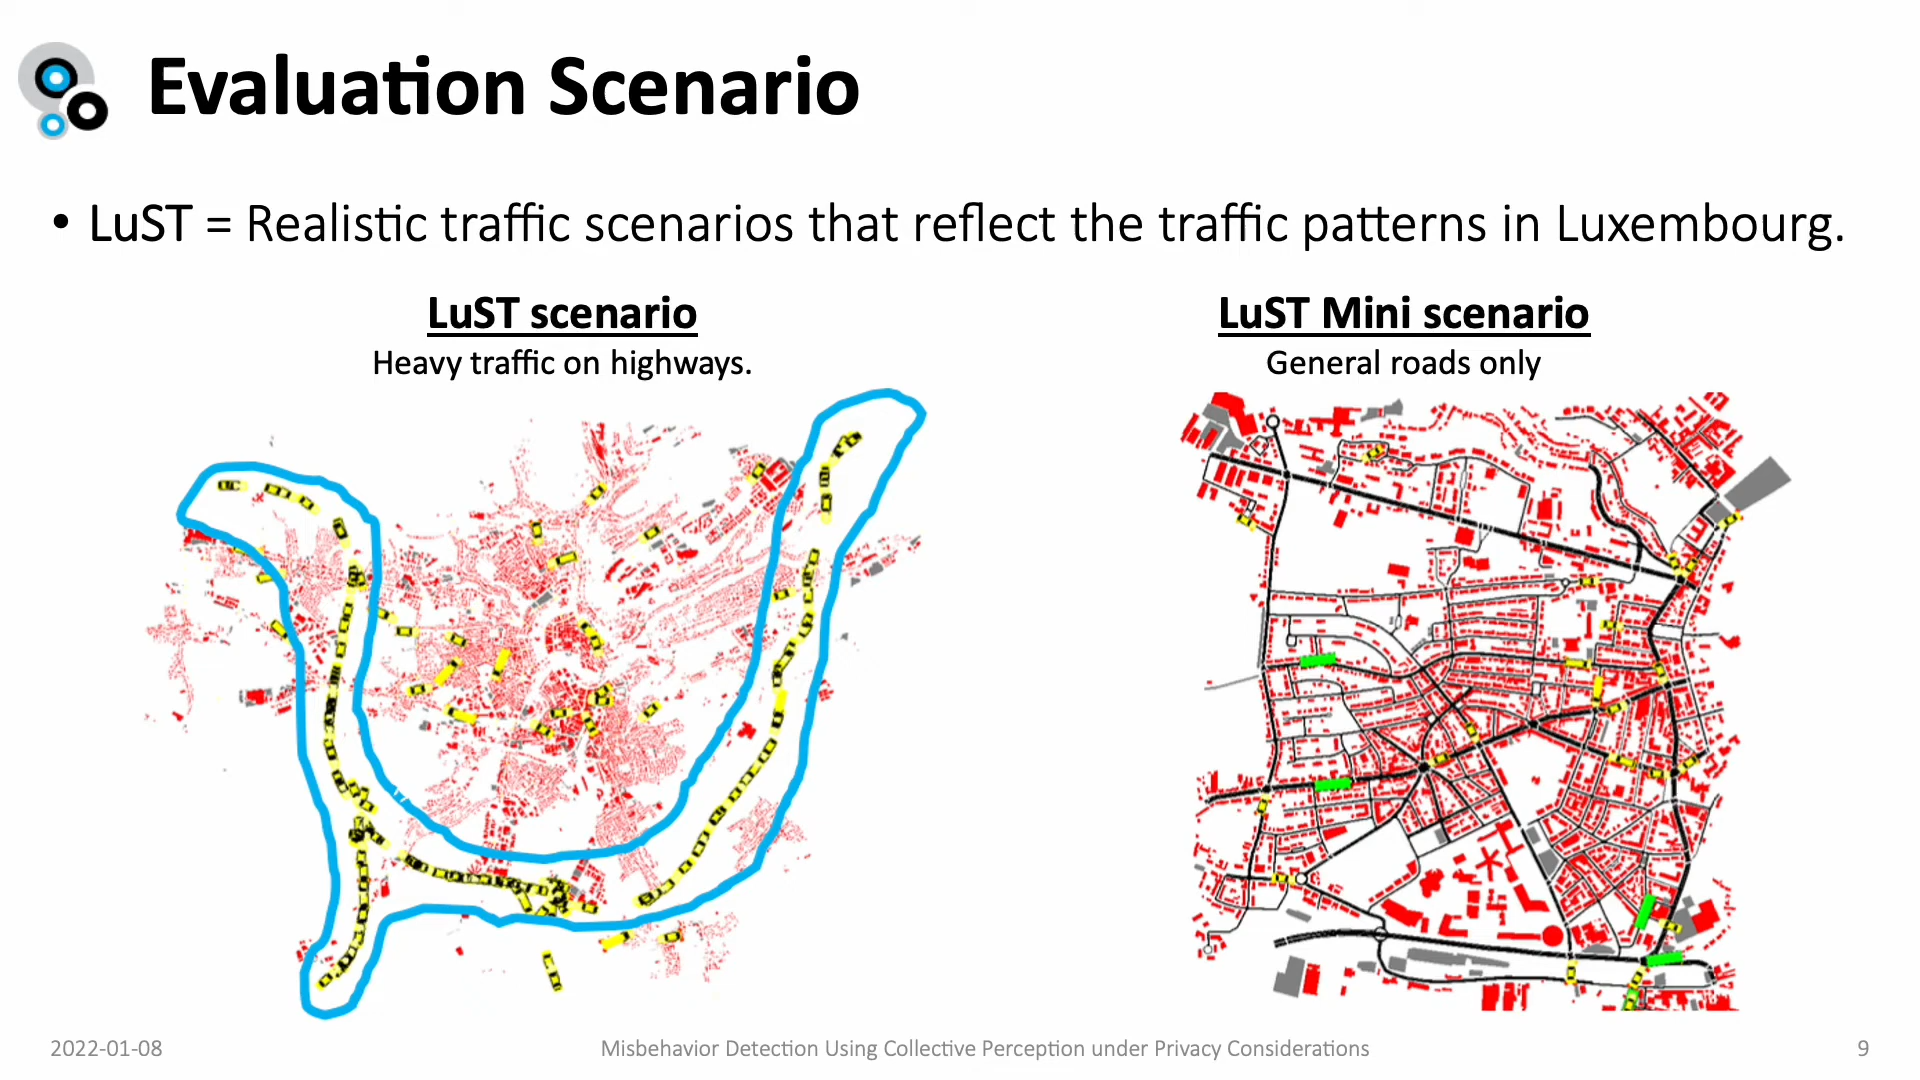 Evaluation Scenario
• LuST = Realistic traffic scenarios that reflect the traffic patterns in Luxembourg.
LuST scenario
Heavy traffic on highways.
LuST Mini scenario
General roads only
2022-01-08
Misbehavior Detection Using Collective Perception under Privacy Considerations
9